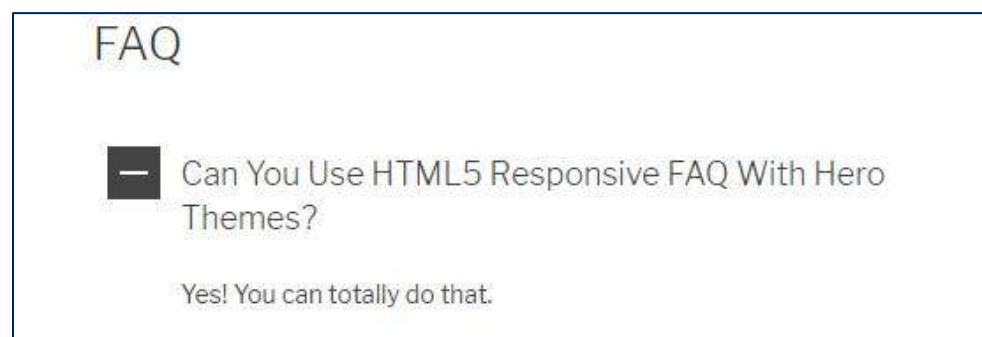 FAQ
Can You Use HTML5 Responsive FAQ With Hero
Themes?
Yes! You can totally do that.